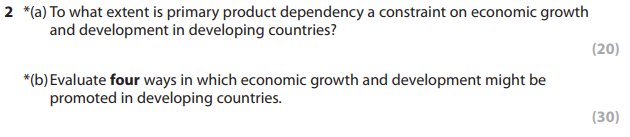 2 *(a) To what extent is primary product dependency a constraint on economic growth
and development in developing countries?
(20)
*(b) Evaluate four ways in which economic growth and development might be
promoted in developing countries.
(30)